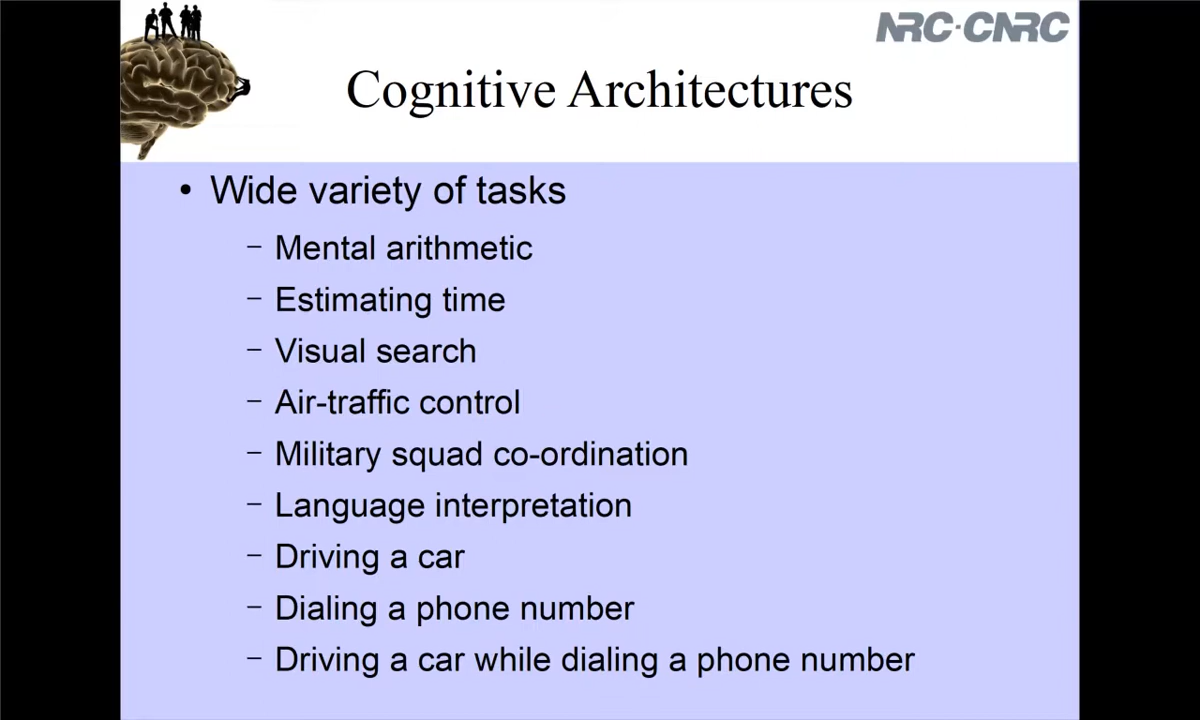 NRC·CNRC
Cognitive Architectures
• Wide variety of tasks
– Mental arithmetic
– Estimating time
– Visual search
– Air-traffic control
– Military squad co-ordination
– Language interpretation
– Driving a car
– Dialing a phone number
– Driving a car while dialing a phone number